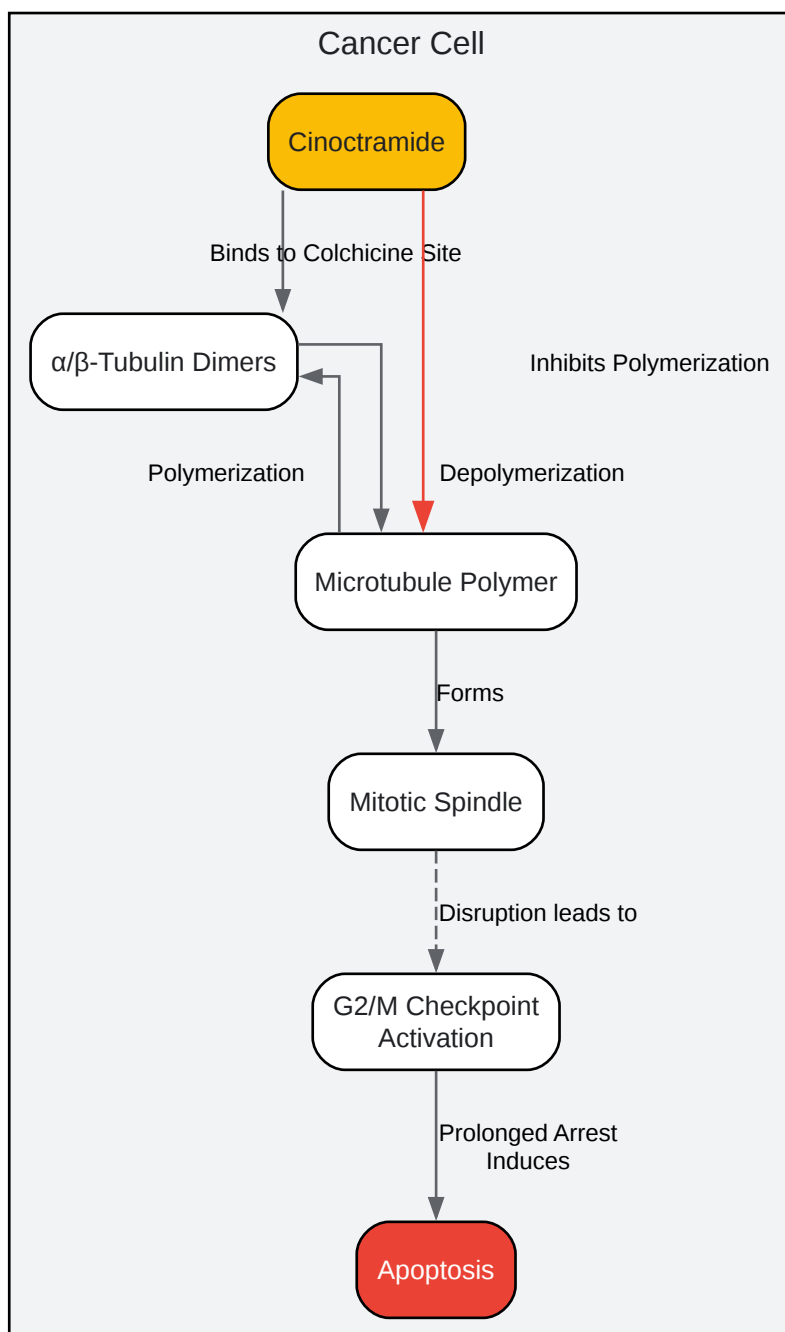 Cancer Cell
Cinoctramide
Binds to Colchicine Site
α/β-Tubulin Dimers
Inhibits Polymerization
Polymerization
Depolymerization
Microtubule Polymer
Forms
Mitotic Spindle
Disruption leads to
G2/M Checkpoint
Activation
Prolonged Arrest
Induces
Apoptosis